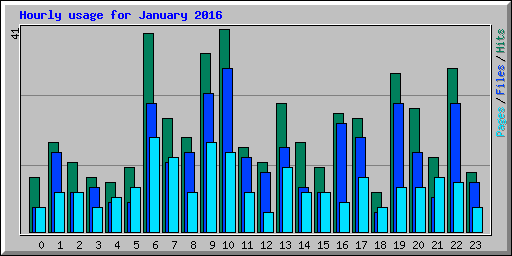 Hourly usage for January 2016
41
Pages / Files / Hits
0 1 2 3 4 5 6 7 8 9 10 11 12 13 14 15 16 17 18 19 20 21 22 23